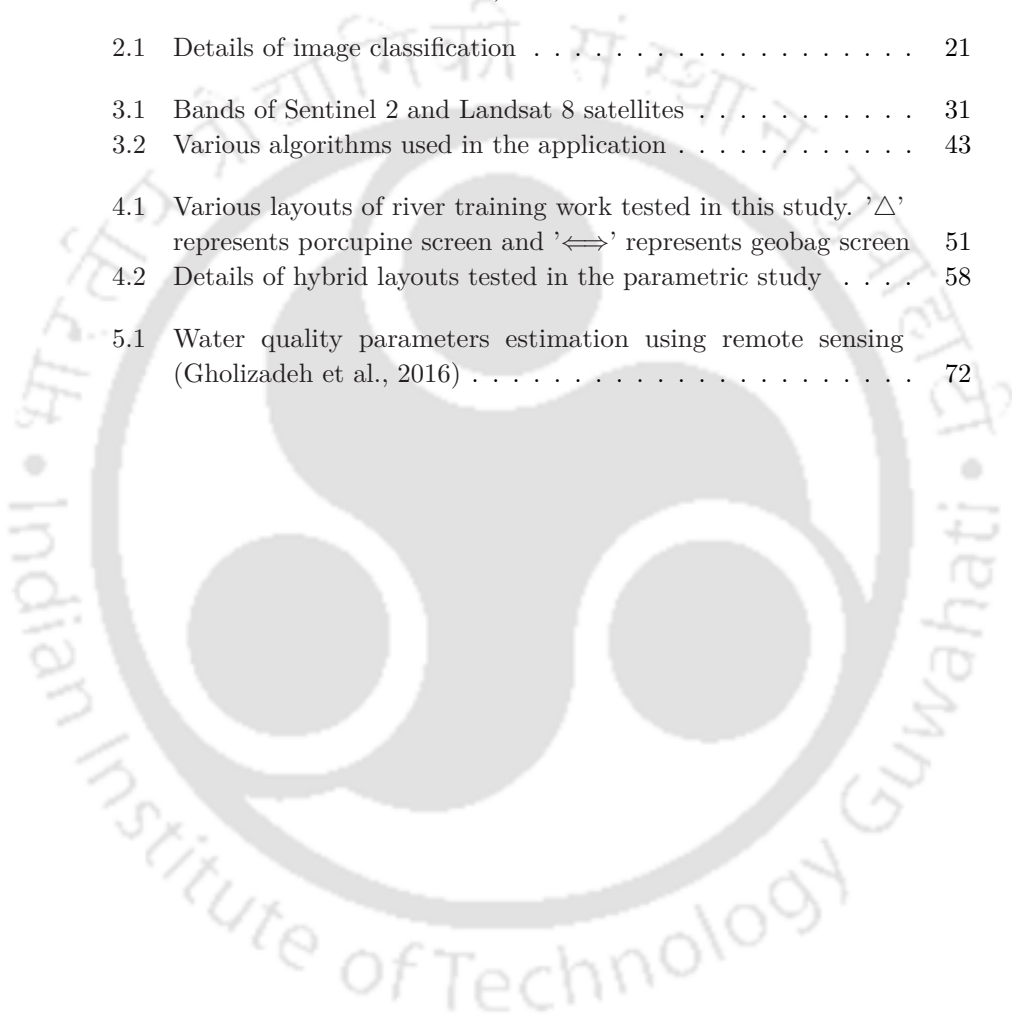 2.1 Details of image classification . . . . . . . . . . . . . . . . . . 21
3.1 Bands of Sentinel 2 and Landsat 8 satellites . . . . . . . . . . . 31
3.2 Various algorithms used in the application . . . . . . . . . . . . 43
4.1 Various layouts of river training work tested in this study. '△'
represents porcupine screen and '⟺' represents geobag screen 51
4.2 Details of hybrid layouts tested in the parametric study . . . . 58
5.1 Water quality parameters estimation using remote sensing
(Gholizadeh et al., 2016) . . . . . . . . . . . . . . . . . . . . . 72
Indian Institute of Technology Guwahati